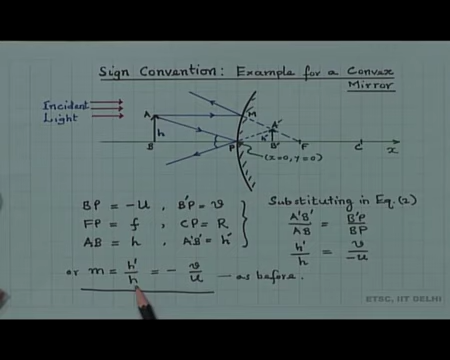 Sign Convention: Example for a Convex
Mirror
Incident
Light
A
M
A'
h
h'
B
P
B'
F
C
x
(x=0, y=0)
BP = -u , B'P = v
FP = f , CP = R
AB = h , A'B' = h'
Substituting in Eq.(2)
A'B'/AB = B'P/BP
h'/h = v/-u
or m = h'/h = - v/u — as before.
ETSC, IIT DELHI